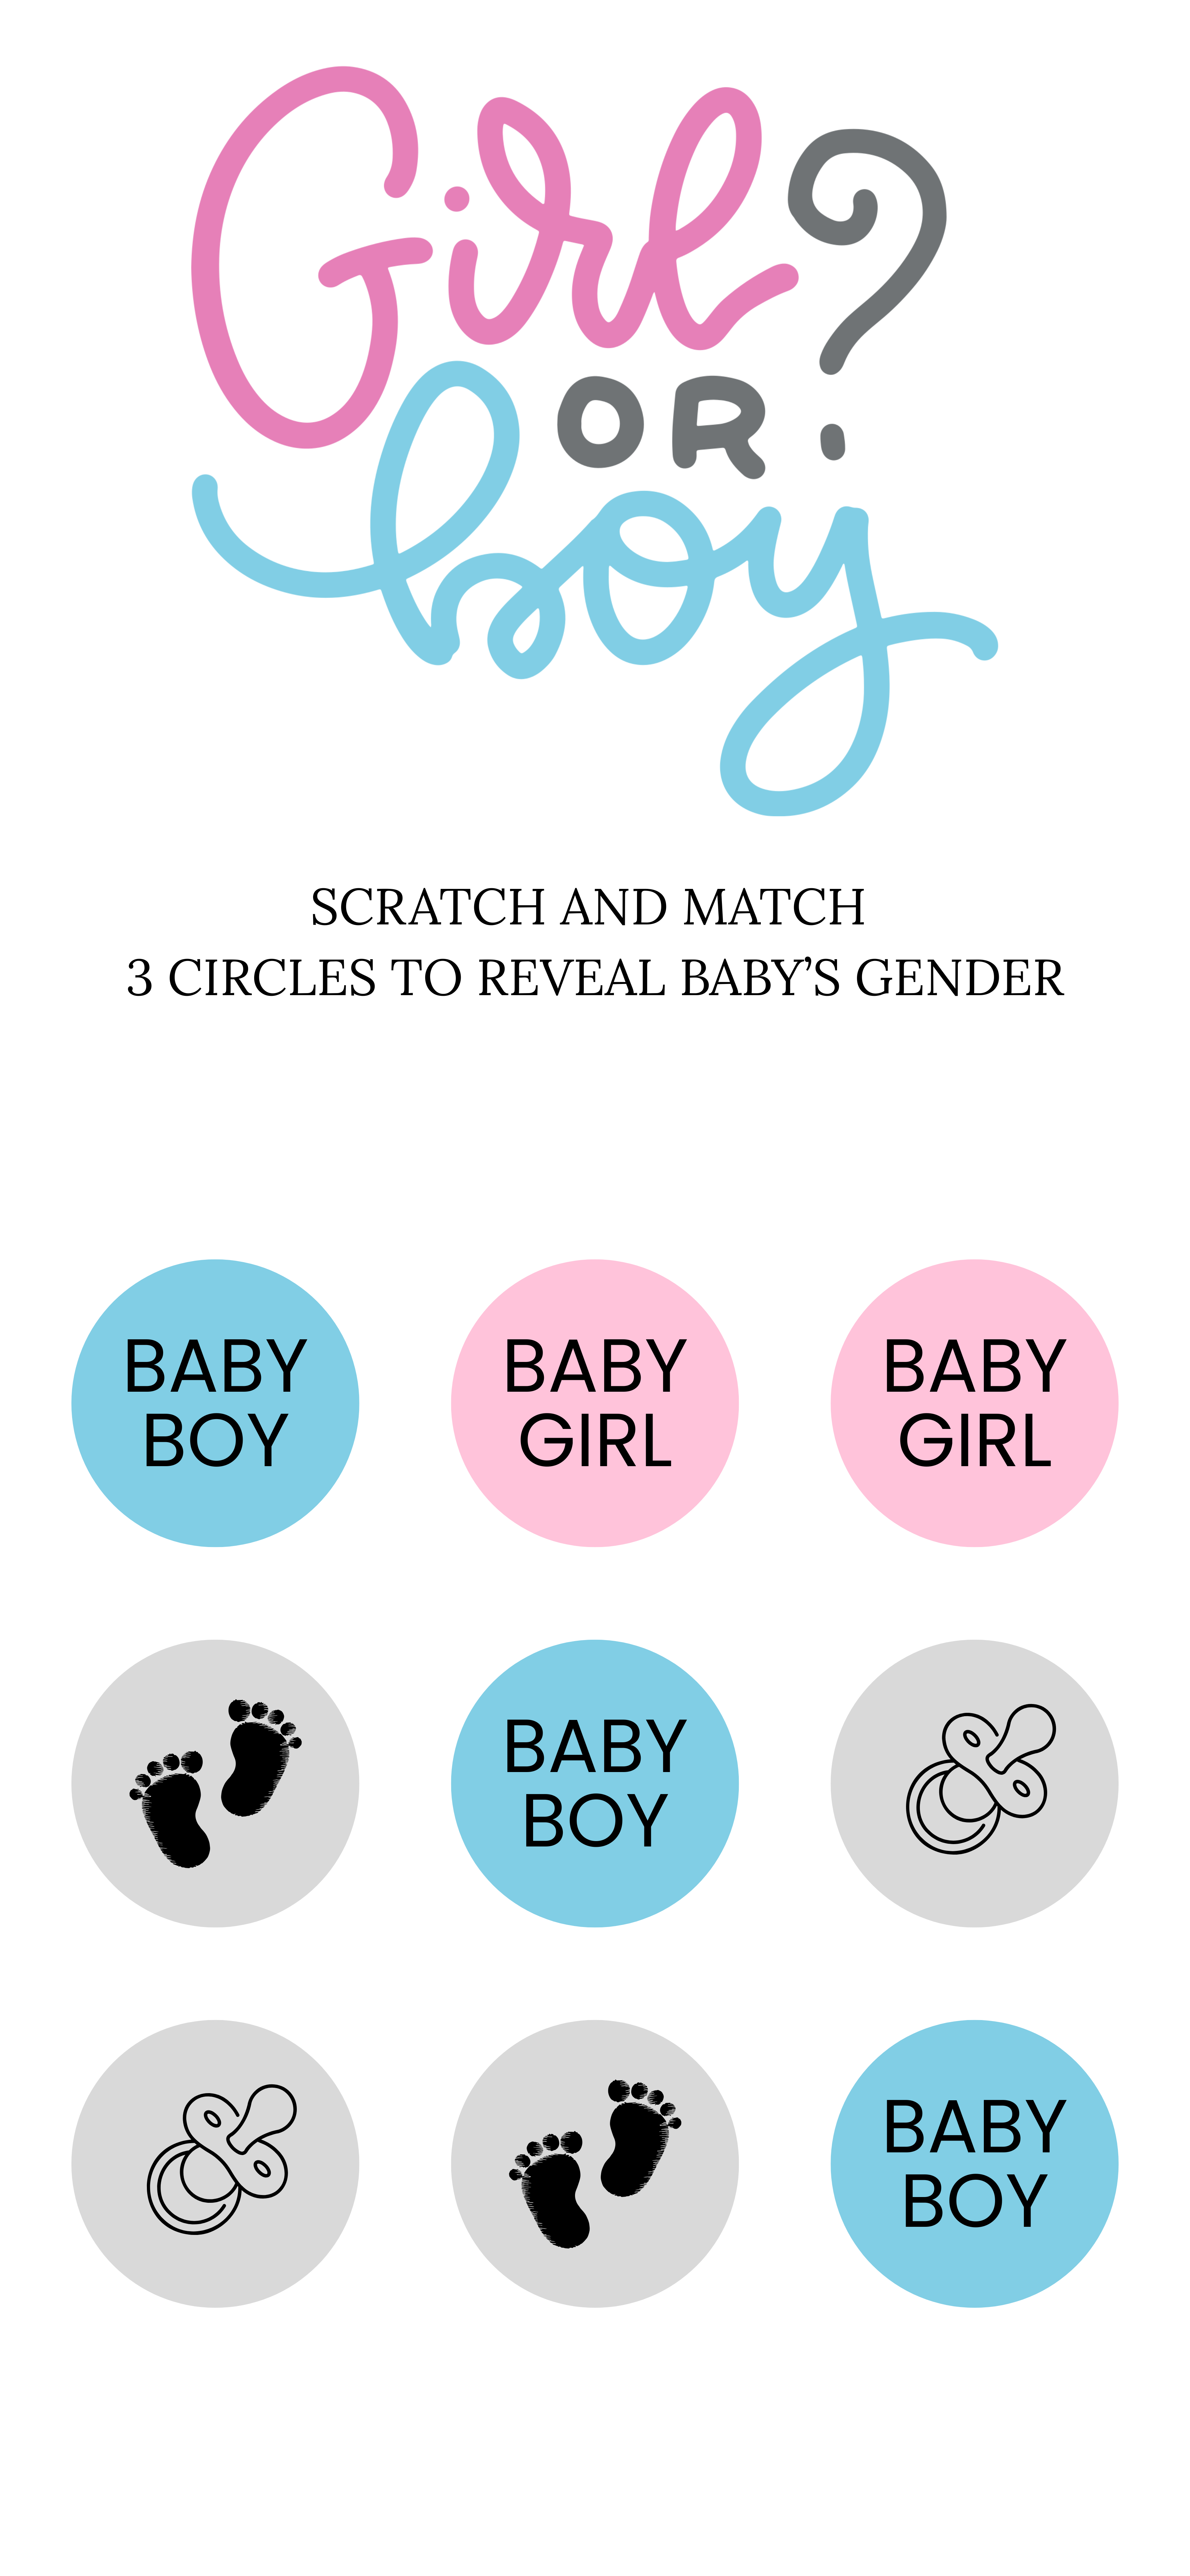 Girl?
OR
boy
SCRATCH AND MATCH
3 CIRCLES TO REVEAL BABY’S GENDER
BABY
BOY
BABY
GIRL
BABY
GIRL
BABY
BOY
BABY
BOY